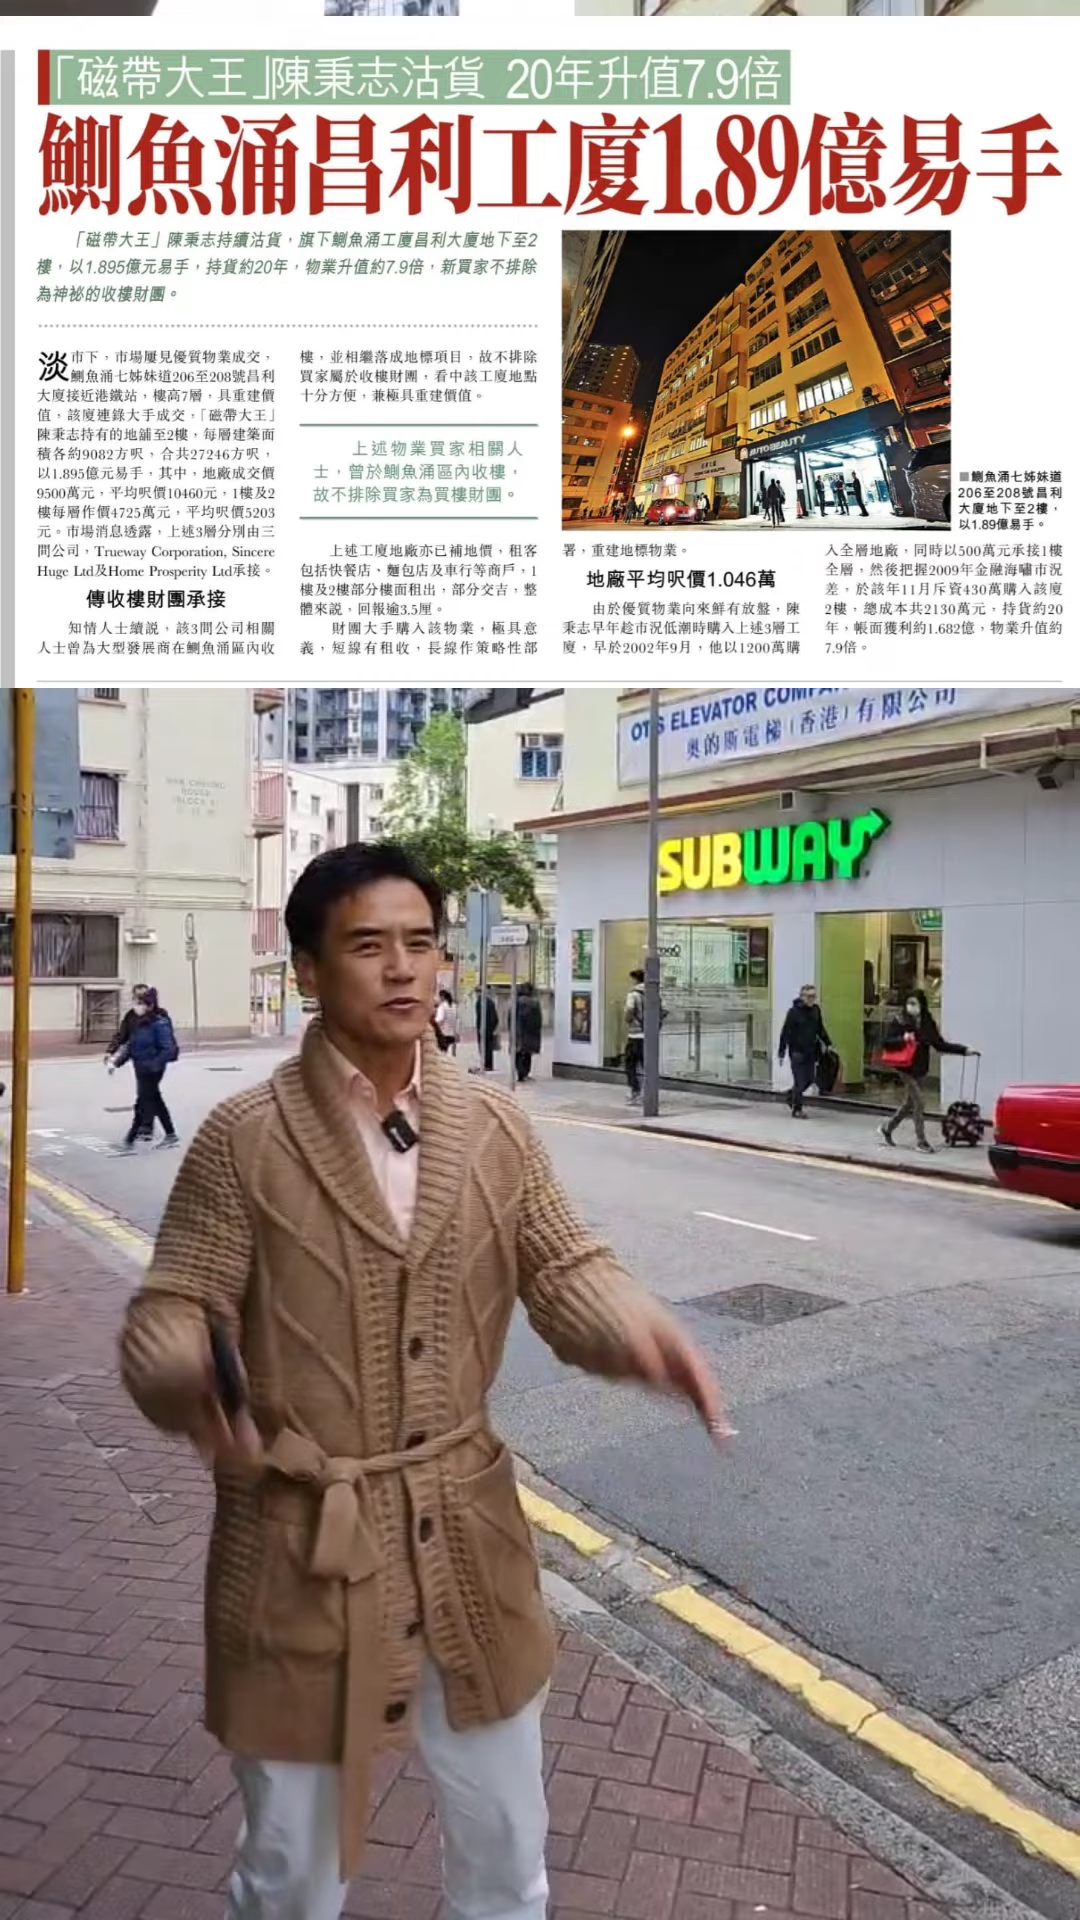 「磁帶大王」陳秉志沽貨 20年升值7.9倍
鰂魚涌昌利工廈1.89億易手
「磁帶大王」陳秉志持續沽貨，旗下鰂魚涌工廈昌利大廈地下至2
樓，以1.895億元易手，持貨約20年，物業升值約7.9倍，新買家不排除
為神祕的收樓財團。
淡市下，市場屢見優質物業成交，
鰂魚涌七姊妹道206至208號昌利
大廈接近港鐵站，樓高7層，具重建價
值，該廈連錄大手成交，「磁帶大王」
陳秉志持有的地舖至2樓，每層建築面
積各約9082方呎，合共27246方呎，
以1.895億元易手，其中，地廠成交價
9500萬元，平均呎價10460元，1樓及2
樓每層作價4725萬元，平均呎價5203
元。市場消息透露，上述3層分別由三
間公司，Trueway Corporation, Sincere
Huge Ltd及Home Prosperity Ltd承接。
傳收樓財團承接
知情人士續說，該3間公司相關
人士曾為大型發展商在鰂魚涌區內收
樓，並相繼落成地標項目，故不排除
買家屬於收樓財團，看中該工廈地點
十分方便，兼極具重建價值。
上述物業買家相關人
士，曾於鰂魚涌區內收樓，
故不排除買家為買樓財團。
上述工廈地廠亦已補地價，租客
包括快餐店、麵包店及車行等商戶，1
樓及2樓部分樓面租出，部分交吉，整
體來說，回報逾3.5厘。
財團大手購入該物業，極具意
義，短線有租收，長線作策略性部
AUTO BEAUTY
■鰂魚涌七姊妹道
206至208號昌利
大廈地下至2樓，
以1.89億易手。
署，重建地標物業。
地廠平均呎價1.046萬
由於優質物業向來鮮有放盤，陳
秉志早年趁市況低潮時購入上述3層工
廈，早於2002年9月，他以1200萬購
入全層地廠，同時以500萬元承接1樓
全層，然後把握2009年金融海嘯市況
差，於該年11月斥資430萬購入該廈
2樓，總成本共2130萬元，持貨約20
年，帳面獲利約1.682億，物業升值約
7.9倍。
OTIS ELEVATOR COMPA
奧的斯電梯（香港）有限公司
SUBWAY